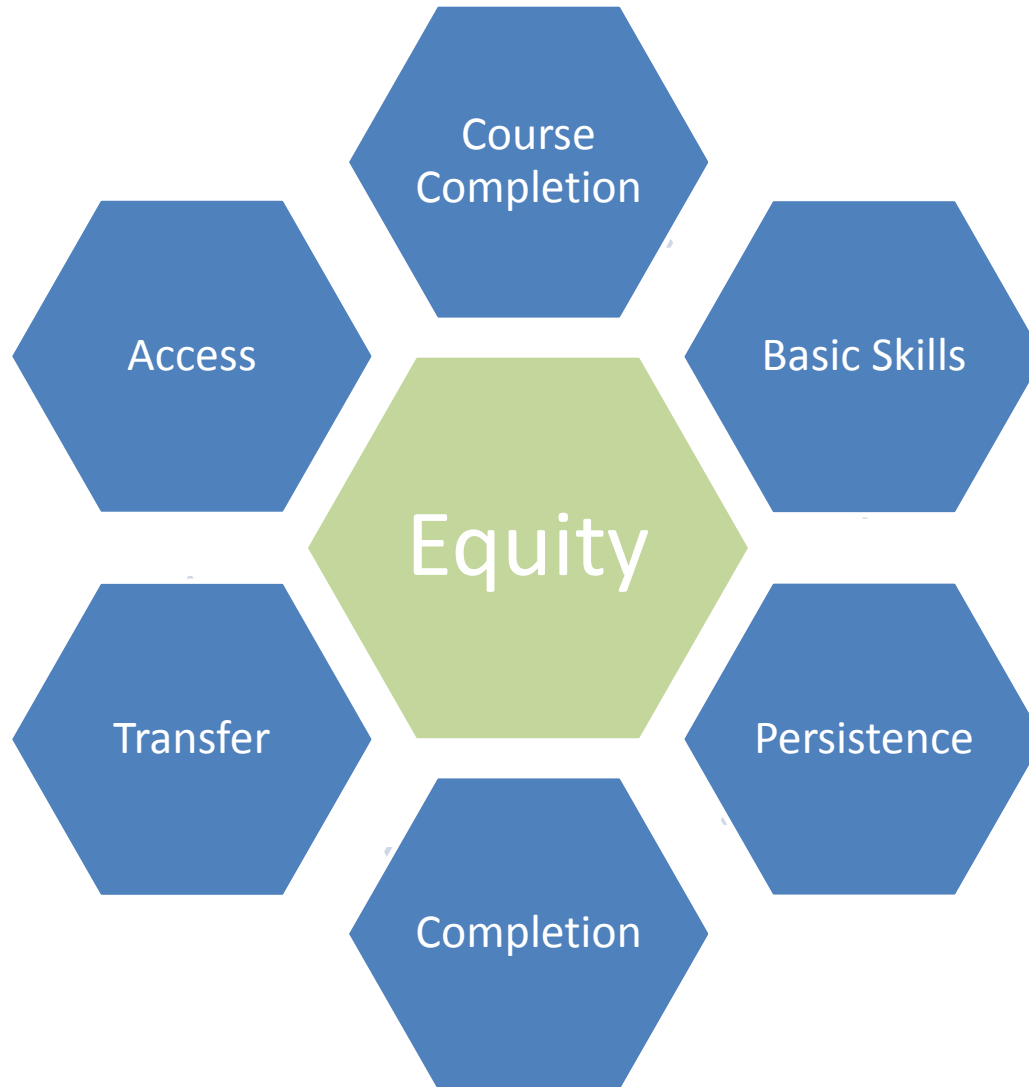 Course
Completion
Access
Basic Skills
Equity
Transfer
Persistence
Completion